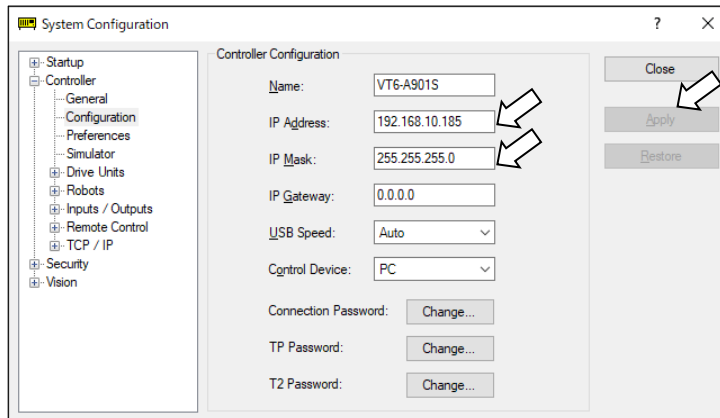 System Configuration
?
Startup
Controller
General
Configuration
Preferences
Simulator
Drive Units
Robots
Inputs / Outputs
Remote Control
TCP / IP
Security
Vision
Controller Configuration
Name: VT6-A901S
IP Address: 192.168.10.185
IP Mask: 255.255.255.0
IP Gateway: 0.0.0.0
USB Speed: Auto
Control Device: PC
Connection Password: Change...
TP Password: Change...
T2 Password: Change...
Close
Apply
Restore